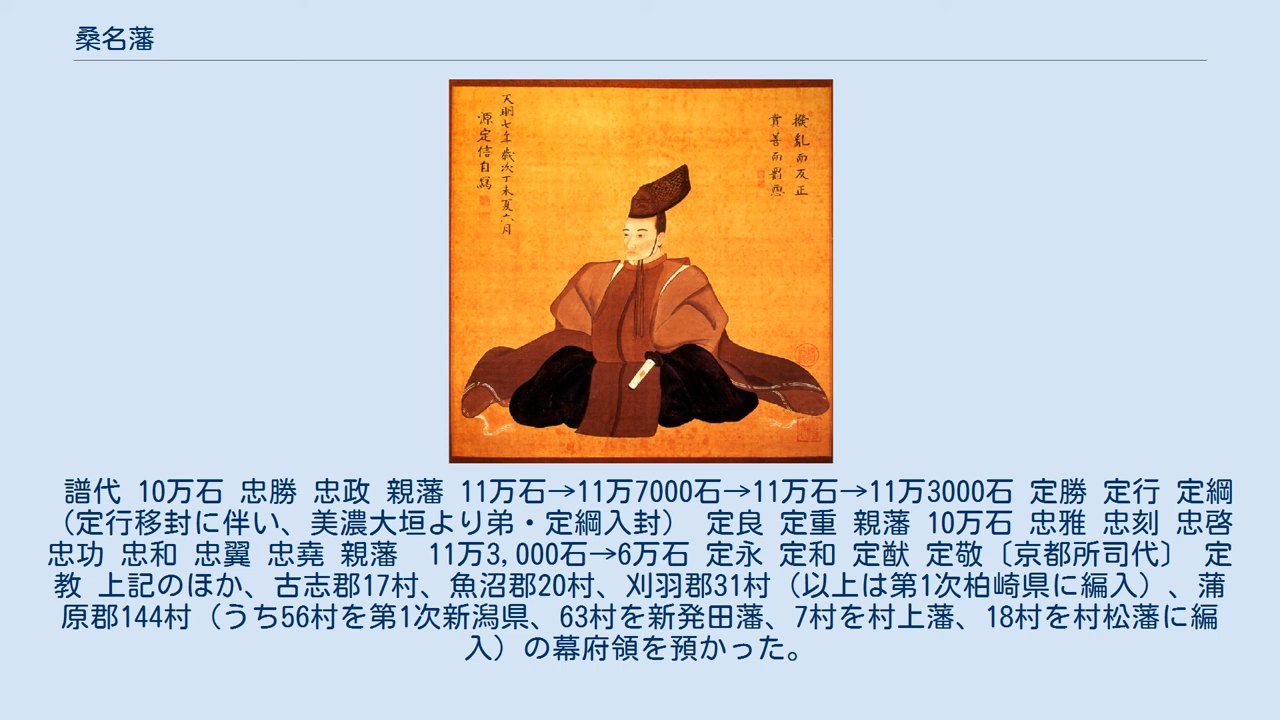 桑名藩
撥亂而反正
賞善而罰惡
天明七年歳次丁未夏六月
源定信自寫
譜代 10万石 忠勝 忠政 親藩 11万石→11万7000石→11万石→11万3000石 定勝 定行 定綱
（定行移封に伴い、美濃大垣より弟・定綱入封） 定良 定重 親藩 10万石 忠雅 忠刻 忠啓
忠功 忠和 忠翼 忠堯 親藩　11万3,000石→6万石 定永 定和 定猷 定敬〔京都所司代〕 定
教 上記のほか、古志郡17村、魚沼郡20村、刈羽郡31村（以上は第1次柏崎県に編入）、蒲
原郡144村（うち56村を第1次新潟県、63村を新発田藩、7村を村上藩、18村を村松藩に編
入）の幕府領を預かった。